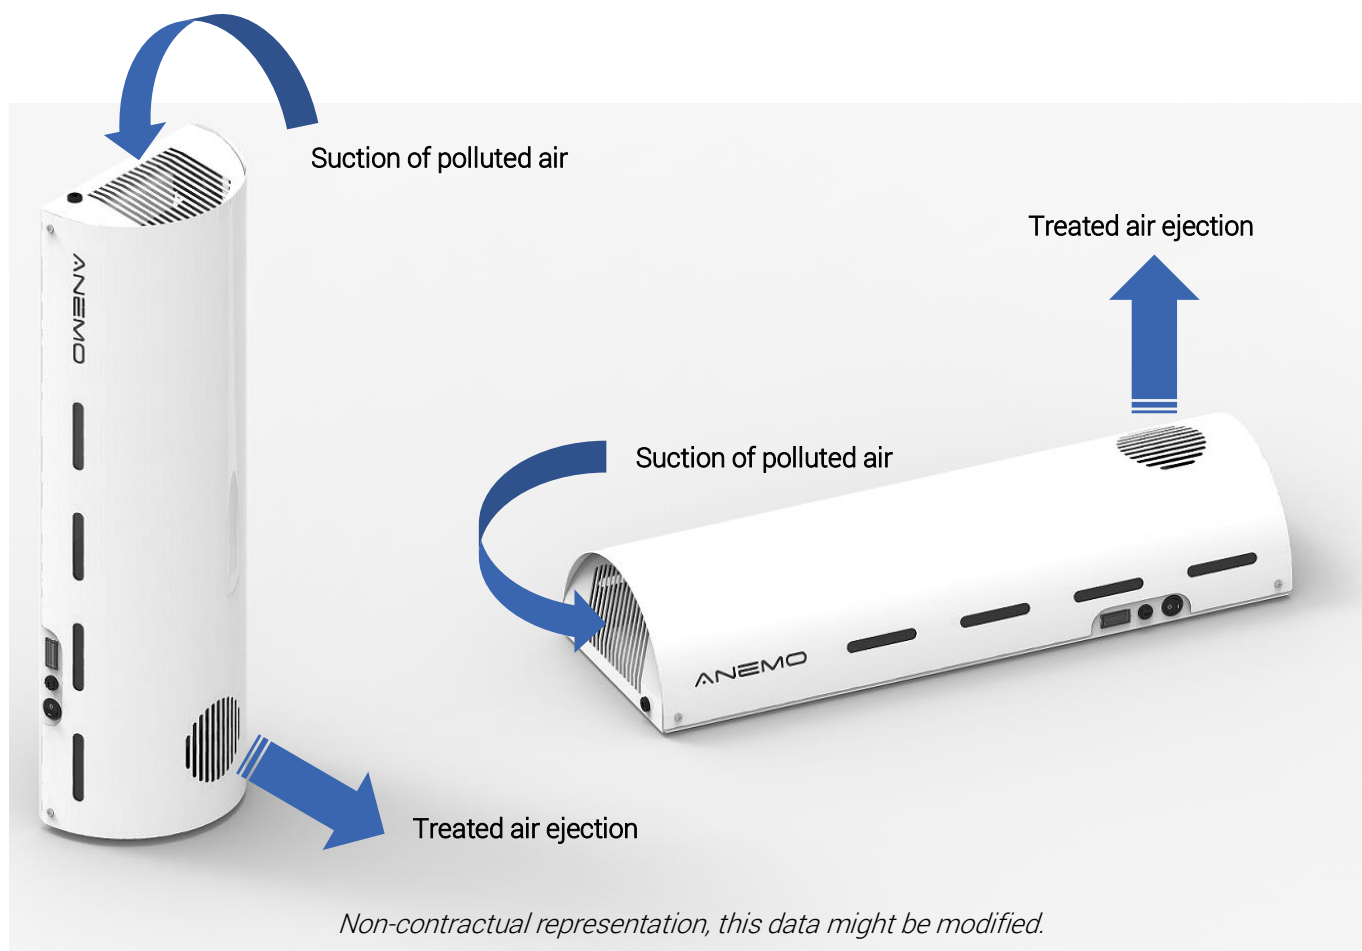 Suction of polluted air
Treated air ejection
ANEMO
Suction of polluted air
ANEMO
Treated air ejection
Non-contractual representation, this data might be modified.